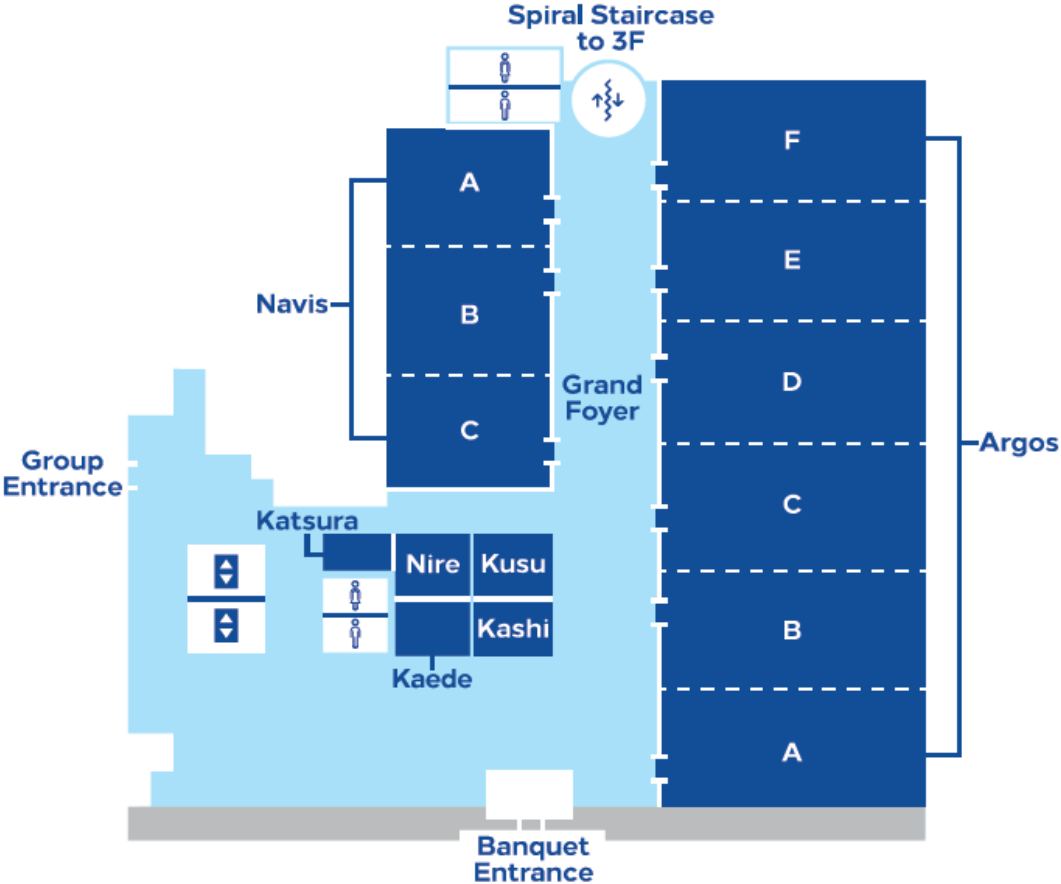 Spiral Staircase
to 3F
F
A
E
Navis
B
D
Grand
Foyer
C
Argos
Group
Entrance
C
Katsura
Nire
Kusu
Kashi
B
Kaede
A
Banquet
Entrance